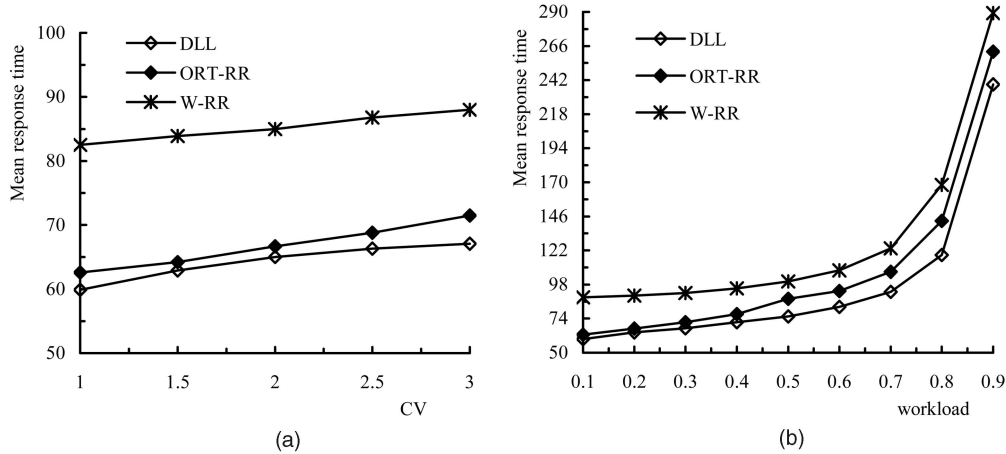 Mean response time
100
90
80
70
60
50
DLL
ORT-RR
W-RR
1
1.5
2
2.5
3
CV
(a)
Mean response time
290
266
242
218
194
170
146
122
98
74
50
DLL
ORT-RR
W-RR
0.1
0.2
0.3
0.4
0.5
0.6
0.7
0.8
0.9
workload
(b)